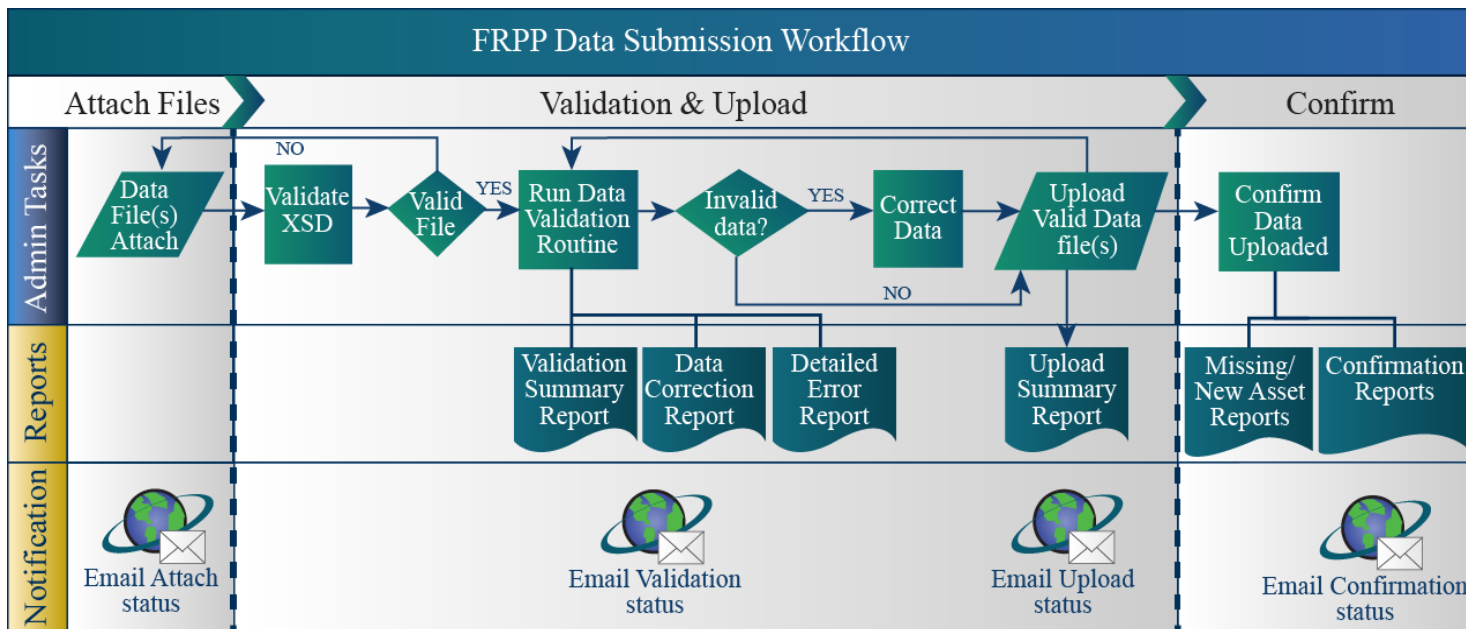 FRPP Data Submission Workflow
Attach Files
Validation & Upload
Confirm
Admin Tasks
Data
File(s)
Attach
Validate
XSD
NO
Valid
File
YES
Run Data
Validation
Routine
Invalid
data?
YES
NO
Correct
Data
Upload
Valid Data
file(s)
Confirm
Data
Uploaded
Reports
Validation
Summary
Report
Data
Correction
Report
Detailed
Error
Report
Upload
Summary
Report
Missing/
New Asset
Reports
Confirmation
Reports
Notification
Email Attach
status
Email Validation
status
Email Upload
status
Email Confirmation
status